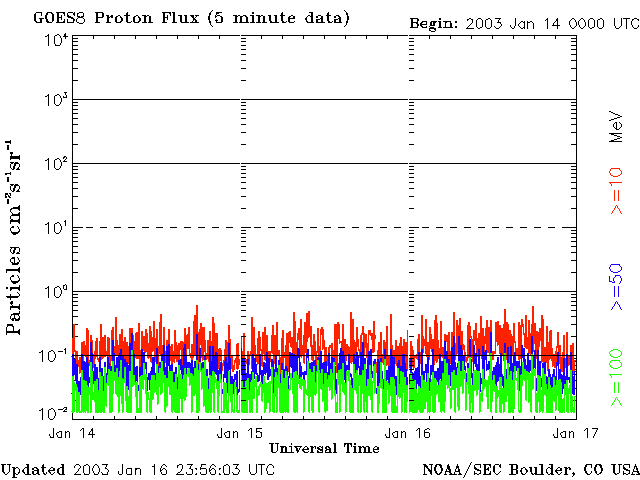 GOES8 Proton Flux (5 minute data) Begin: 2003 Jan 14 0000 UTC
Particles cm⁻²s⁻¹sr⁻¹
10⁴
10³
10²
10¹
10⁰
10⁻¹
10⁻²
Jan 14 Jan 15 Jan 16 Jan 17
Universal Time
>=100 >=50 >=10 MeV
Updated 2003 Jan 16 23:56:03 UTC NOAA/SEC Boulder, CO USA